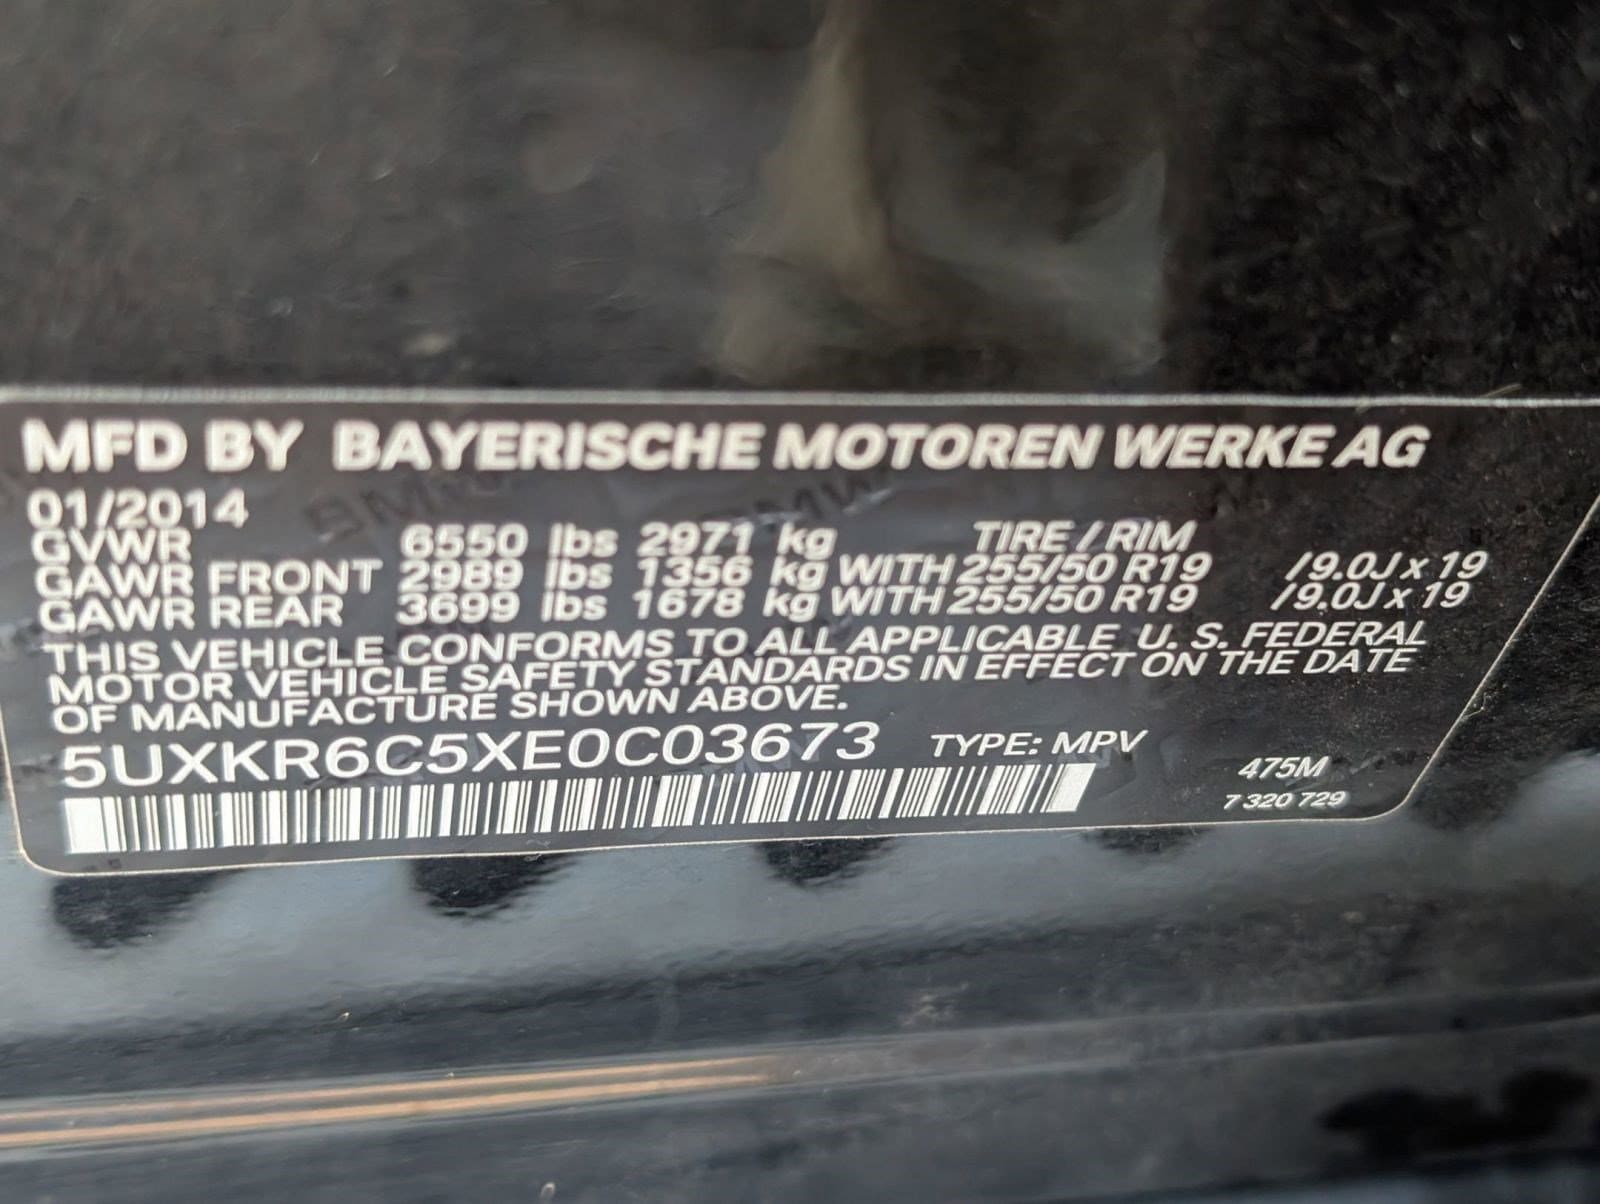 MFD BY BAYERISCHE MOTOREN WERKE AG
01/2014
GVWR 6550 lbs 2971 kg TIRE / RIM
GAWR FRONT 2989 lbs 1356 kg WITH 255/50 R19 /9.0J x 19
GAWR REAR 3699 lbs 1678 kg WITH 255/50 R19 /9.0J x 19
THIS VEHICLE CONFORMS TO ALL APPLICABLE U. S. FEDERAL
MOTOR VEHICLE SAFETY STANDARDS IN EFFECT ON THE DATE
OF MANUFACTURE SHOWN ABOVE.
5UXKR6C5XE0C03673 TYPE: MPV
475M
7 320 729